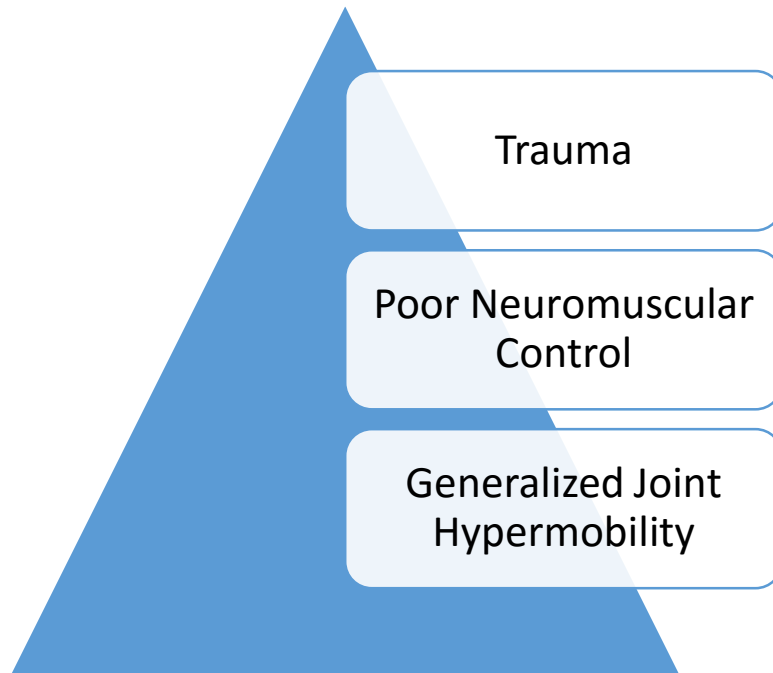 Trauma
Poor Neuromuscular
Control
Generalized Joint
Hypermobility